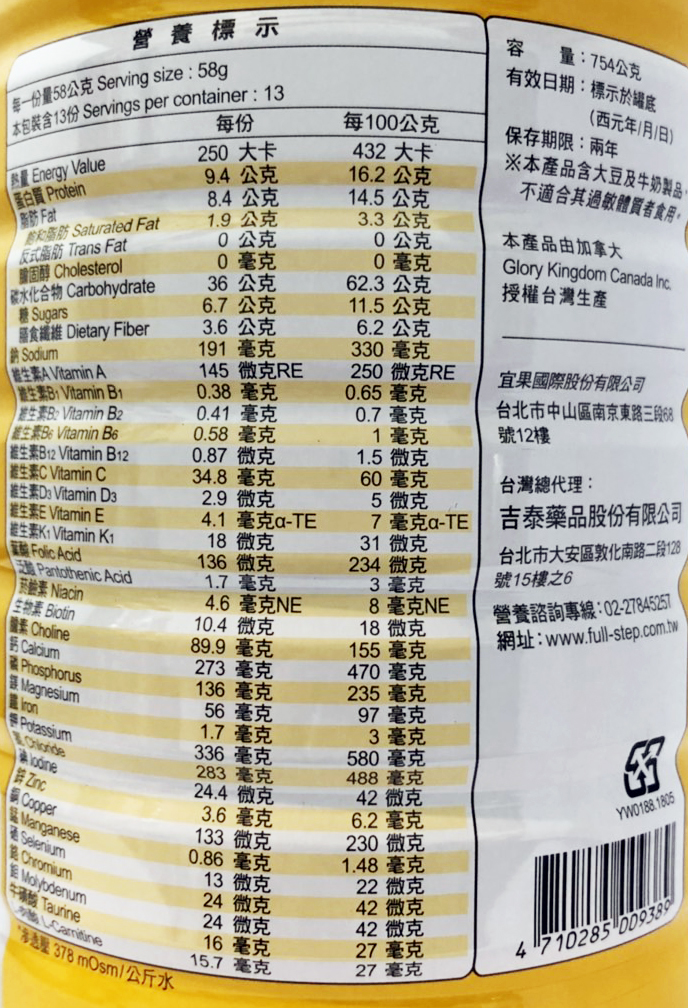 營養標示
每一份量58公克 Serving size : 58g
本包裝含13份 Servings per container : 13
每份 每100公克
熱量 Energy Value 250 大卡 432 大卡
蛋白質 Protein 9.4 公克 16.2 公克
脂肪 Fat 8.4 公克 14.5 公克
飽和脂肪 Saturated Fat 1.9 公克 3.3 公克
反式脂肪 Trans Fat 0 公克 0 公克
膽固醇 Cholesterol 0 毫克 0 毫克
碳水化合物 Carbohydrate 36 公克 62.3 公克
糖 Sugars 6.7 公克 11.5 公克
膳食纖維 Dietary Fiber 3.6 公克 6.2 公克
鈉 Sodium 191 毫克 330 毫克
維生素A Vitamin A 145 微克RE 250 微克RE
維生素B1 Vitamin B1 0.38 毫克 0.65 毫克
維生素B2 Vitamin B2 0.41 毫克 0.7 毫克
維生素B6 Vitamin B6 0.58 毫克 1 毫克
維生素B12 Vitamin B12 0.87 微克 1.5 微克
維生素C Vitamin C 34.8 毫克 60 毫克
維生素D3 Vitamin D3 2.9 微克 5 微克
維生素E Vitamin E 4.1 毫克α-TE 7 毫克α-TE
維生素K1 Vitamin K1 18 微克 31 微克
葉酸 Folic Acid 136 微克 234 微克
泛酸 Pantothenic Acid 1.7 毫克 3 毫克
菸鹼素 Niacin 4.6 毫克NE 8 毫克NE
生物素 Biotin 10.4 微克 18 微克
膽素 Choline 89.9 毫克 155 毫克
鈣 Calcium 273 毫克 470 毫克
磷 Phosphorus 136 毫克 235 毫克
鎂 Magnesium 56 毫克 97 毫克
鐵 Iron 1.7 毫克 3 毫克
鉀 Potassium 336 毫克 580 毫克
氯 Chloride 283 毫克 488 毫克
碘 Iodine 24.4 微克 42 微克
鋅 Zinc 3.6 毫克 6.2 毫克
銅 Copper 133 微克 230 微克
錳 Manganese 0.86 毫克 1.48 毫克
硒 Selenium 13 微克 22 微克
鉻 Chromium 24 微克 42 微克
鉬 Molybdenum 24 微克 42 微克
牛磺酸 Taurine 16 毫克 27 毫克
L-Carnitine 15.7 毫克 27 毫克
*滲透壓 378 mOsm/公斤水
容 量：754公克
有效日期：標示於罐底
(西元年/月/日)
保存期限：兩年
※本產品含大豆及牛奶製品，
不適合其過敏體質者食用。
本產品由加拿大
Glory Kingdom Canada Inc.
授權台灣生產
宜果國際股份有限公司
台北市中山區南京東路三段68
號12樓
台灣總代理：
吉泰藥品股份有限公司
台北市大安區敦化南路二段128
號15樓之6
營養諮詢專線：02-27845257
網址：www.full-step.com.tw
YW0188.1805
4 710285 009389